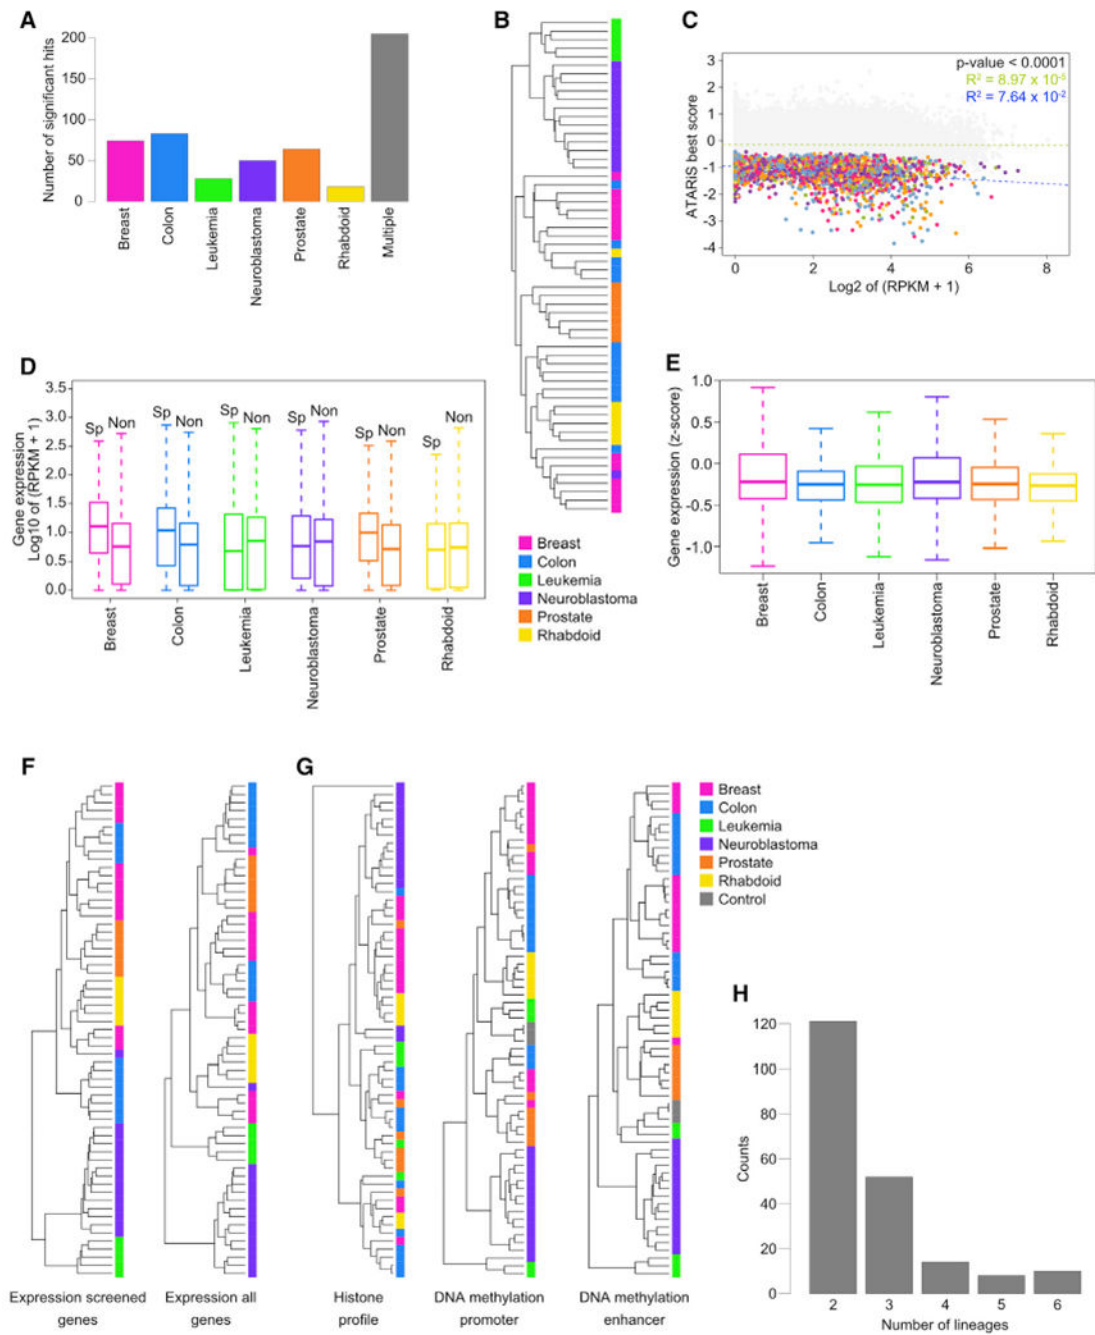 A
Number of significant hits
200
150
100
50
0
Breast
Colon
Leukemia
Neuroblastoma
Prostate
Rhabdoid
Multiple
B
C
p-value < 0.0001
R² = 8.97 x 10⁻⁵
R² = 7.64 x 10⁻²
ATARiS best score
3
2
1
0
-1
-2
-3
-4
0 2 4 6 8
Log2 of (RPKM + 1)
D
Gene expression
Log10 of (RPKM + 1)
3.5
3.0
2.5
2.0
1.5
1.0
0.5
0.0
Sp Non
Sp Non
Sp Non
Sp Non
Sp Non
Sp Non
Breast
Colon
Leukemia
Neuroblastoma
Prostate
Rhabdoid
Breast
Colon
Leukemia
Neuroblastoma
Prostate
Rhabdoid
E
Gene expression (z-score)
1.0
0.5
0.0
-0.5
-1.0
Breast
Colon
Leukemia
Neuroblastoma
Prostate
Rhabdoid
F
Expression screened
genes
Expression all
genes
G
Histone
profile
DNA methylation
promoter
DNA methylation
enhancer
Breast
Colon
Leukemia
Neuroblastoma
Prostate
Rhabdoid
Control
H
Counts
120
100
80
60
40
20
0
2 3 4 5 6
Number of lineages